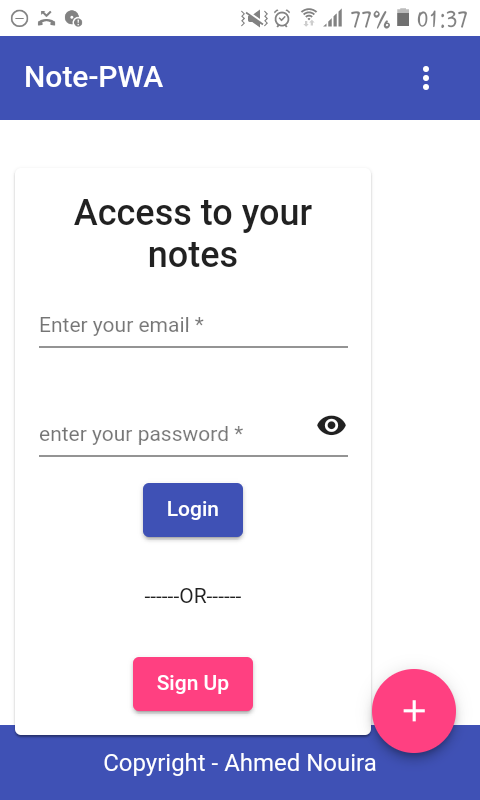 77% 01:37
Note-PWA
Access to your
notes
Enter your email *
enter your password *
Login
------OR------
Sign Up
+
Copyright - Ahmed Nouira